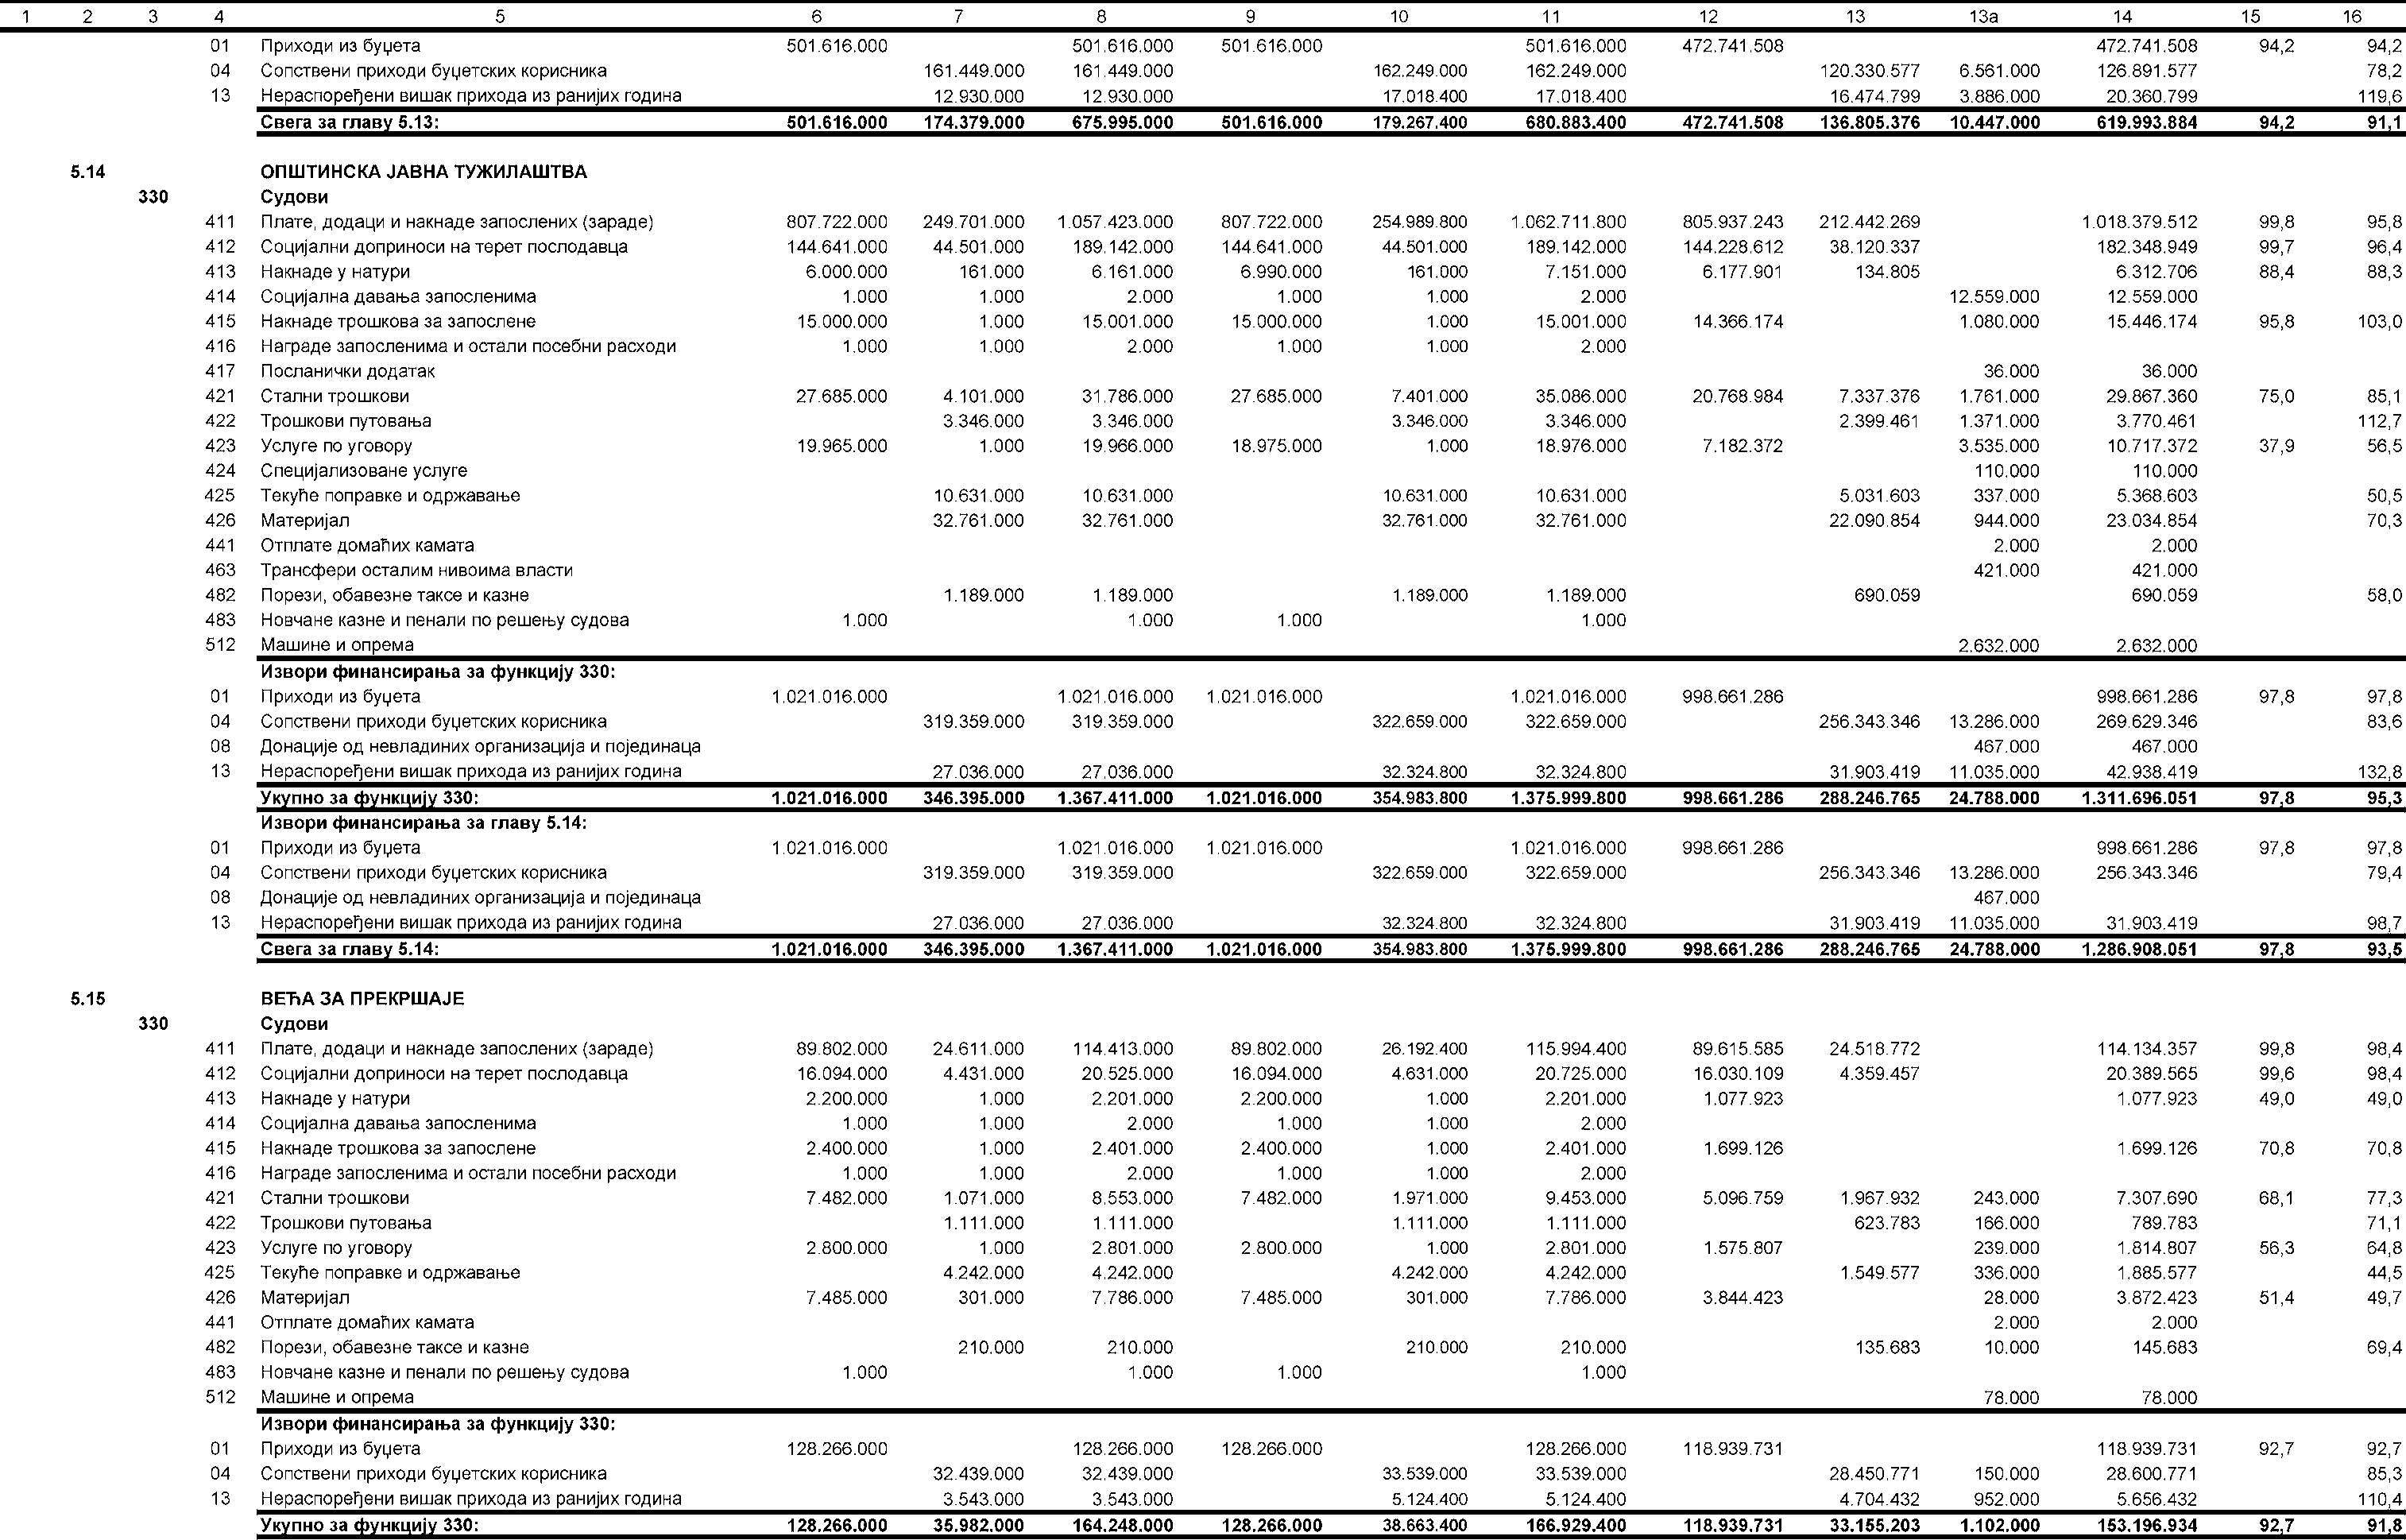 1 2 3 4 5 6 7 8 9 10 11 12 13 13a 14 15 16
01 Приходи из буџета 501.616.000 501.616.000 501.616.000 501.616.000 472.741.508 472.741.508 94,2 94,2
04 Сопствени приходи буџетских корисника 161.449.000 161.449.000 162.249.000 162.249.000 120.330.577 6.561.000 126.891.577 78,2
13 Нераспоређени вишак прихода из ранијих година 12.930.000 12.930.000 17.018.400 17.018.400 16.474.799 3.886.000 20.360.799 119,6
Свега за главу 5.13: 501.616.000 174.379.000 675.995.000 501.616.000 179.267.400 680.883.400 472.741.508 136.805.376 10.447.000 619.993.884 94,2 91,1
5.14 ОПШТИНСКА ЈАВНА ТУЖИЛАШТВА
330 Судови
411 Плате, додаци и накнаде запослених (зараде) 807.722.000 249.701.000 1.057.423.000 807.722.000 254.989.800 1.062.711.800 805.937.243 212.442.269 1.018.379.512 99,8 95,8
412 Социјални доприноси на терет послодавца 144.641.000 44.501.000 189.142.000 144.641.000 44.501.000 189.142.000 144.228.612 38.120.337 182.348.949 99,7 96,4
413 Накнаде у натури 6.000.000 161.000 6.161.000 6.990.000 161.000 7.151.000 6.177.901 134.805 6.312.706 88,4 88,3
414 Социјална давања запосленима 1.000 1.000 2.000 1.000 1.000 2.000 12.559.000 12.559.000
415 Накнаде трошкова за запослене 15.000.000 1.000 15.001.000 15.000.000 1.000 15.001.000 14.366.174 1.080.000 15.446.174 95,8 103,0
416 Награде запосленима и остали посебни расходи 1.000 1.000 2.000 1.000 1.000 2.000
417 Посланички додатак 36.000 36.000
421 Стални трошкови 27.685.000 4.101.000 31.786.000 27.685.000 7.401.000 35.086.000 20.768.984 7.337.376 1.761.000 29.867.360 75,0 85,1
422 Трошкови путовања 3.346.000 3.346.000 3.346.000 3.346.000 2.399.461 1.371.000 3.770.461 112,7
423 Услуге по уговору 19.965.000 1.000 19.966.000 18.975.000 1.000 18.976.000 7.182.372 3.535.000 10.717.372 37,9 56,5
424 Специјализоване услуге 110.000 110.000
425 Текуће поправке и одржавање 10.631.000 10.631.000 10.631.000 10.631.000 5.031.603 337.000 5.368.603 50,5
426 Материјал 32.761.000 32.761.000 32.761.000 32.761.000 22.090.854 944.000 23.034.854 70,3
441 Отплате домаћих камата 2.000 2.000
463 Трансфери осталим нивоима власти 421.000 421.000
482 Порези, обавезне таксе и казне 1.189.000 1.189.000 1.189.000 1.189.000 690.059 690.059 58,0
483 Новчане казне и пенали по решењу судова 1.000 1.000 1.000 1.000
512 Машине и опрема 2.632.000 2.632.000
Извори финансирања за функцију 330:
01 Приходи из буџета 1.021.016.000 1.021.016.000 1.021.016.000 1.021.016.000 998.661.286 998.661.286 97,8 97,8
04 Сопствени приходи буџетских корисника 319.359.000 319.359.000 322.659.000 322.659.000 256.343.346 13.286.000 269.629.346 83,6
08 Донације од невладиних организација и појединаца 467.000 467.000
13 Нераспоређени вишак прихода из ранијих година 27.036.000 27.036.000 32.324.800 32.324.800 31.903.419 11.035.000 42.938.419 132,8
Укупно за функцију 330: 1.021.016.000 346.395.000 1.367.411.000 1.021.016.000 354.983.800 1.375.999.800 998.661.286 288.246.765 24.788.000 1.311.696.051 97,8 95,3
Извори финансирања за главу 5.14:
01 Приходи из буџета 1.021.016.000 1.021.016.000 1.021.016.000 1.021.016.000 998.661.286 998.661.286 97,8 97,8
04 Сопствени приходи буџетских корисника 319.359.000 319.359.000 322.659.000 322.659.000 256.343.346 13.286.000 256.343.346 79,4
08 Донације од невладиних организација и појединаца 467.000
13 Нераспоређени вишак прихода из ранијих година 27.036.000 27.036.000 32.324.800 32.324.800 31.903.419 11.035.000 31.903.419 98,7
Свега за главу 5.14: 1.021.016.000 346.395.000 1.367.411.000 1.021.016.000 354.983.800 1.375.999.800 998.661.286 288.246.765 24.788.000 1.286.908.051 97,8 93,5
5.15 ВЕЋА ЗА ПРЕКРШАЈЕ
330 Судови
411 Плате, додаци и накнаде запослених (зараде) 89.802.000 24.611.000 114.413.000 89.802.000 26.192.400 115.994.400 89.615.585 24.518.772 114.134.357 99,8 98,4
412 Социјални доприноси на терет послодавца 16.094.000 4.431.000 20.525.000 16.094.000 4.631.000 20.725.000 16.030.109 4.359.457 20.389.565 99,6 98,4
413 Накнаде у натури 2.200.000 1.000 2.201.000 2.200.000 1.000 2.201.000 1.077.923 1.077.923 49,0 49,0
414 Социјална давања запосленима 1.000 1.000 2.000 1.000 1.000 2.000
415 Накнаде трошкова за запослене 2.400.000 1.000 2.401.000 2.400.000 1.000 2.401.000 1.699.126 1.699.126 70,8 70,8
416 Награде запосленима и остали посебни расходи 1.000 1.000 2.000 1.000 1.000 2.000
421 Стални трошкови 7.482.000 1.071.000 8.553.000 7.482.000 1.971.000 9.453.000 5.096.759 1.967.932 243.000 7.307.690 68,1 77,3
422 Трошкови путовања 1.111.000 1.111.000 1.111.000 1.111.000 623.783 166.000 789.783 71,1
423 Услуге по уговору 2.800.000 1.000 2.801.000 2.800.000 1.000 2.801.000 1.575.807 239.000 1.814.807 56,3 64,8
425 Текуће поправке и одржавање 4.242.000 4.242.000 4.242.000 4.242.000 1.549.577 336.000 1.885.577 44,5
426 Материјал 7.485.000 301.000 7.786.000 7.485.000 301.000 7.786.000 3.844.423 28.000 3.872.423 51,4 49,7
441 Отплате домаћих камата 2.000 2.000
482 Порези, обавезне таксе и казне 210.000 210.000 210.000 210.000 135.683 10.000 145.683 69,4
483 Новчане казне и пенали по решењу судова 1.000 1.000 1.000 1.000
512 Машине и опрема 78.000 78.000
Извори финансирања за функцију 330:
01 Приходи из буџета 128.266.000 128.266.000 128.266.000 128.266.000 118.939.731 118.939.731 92,7 92,7
04 Сопствени приходи буџетских корисника 32.439.000 32.439.000 33.539.000 33.539.000 28.450.771 150.000 28.600.771 85,3
13 Нераспоређени вишак прихода из ранијих година 3.543.000 3.543.000 5.124.400 5.124.400 4.704.432 952.000 5.656.432 110,4
Укупно за функцију 330: 128.266.000 35.982.000 164.248.000 128.266.000 38.663.400 166.929.400 118.939.731 33.155.203 1.102.000 153.196.934 92,7 91,8